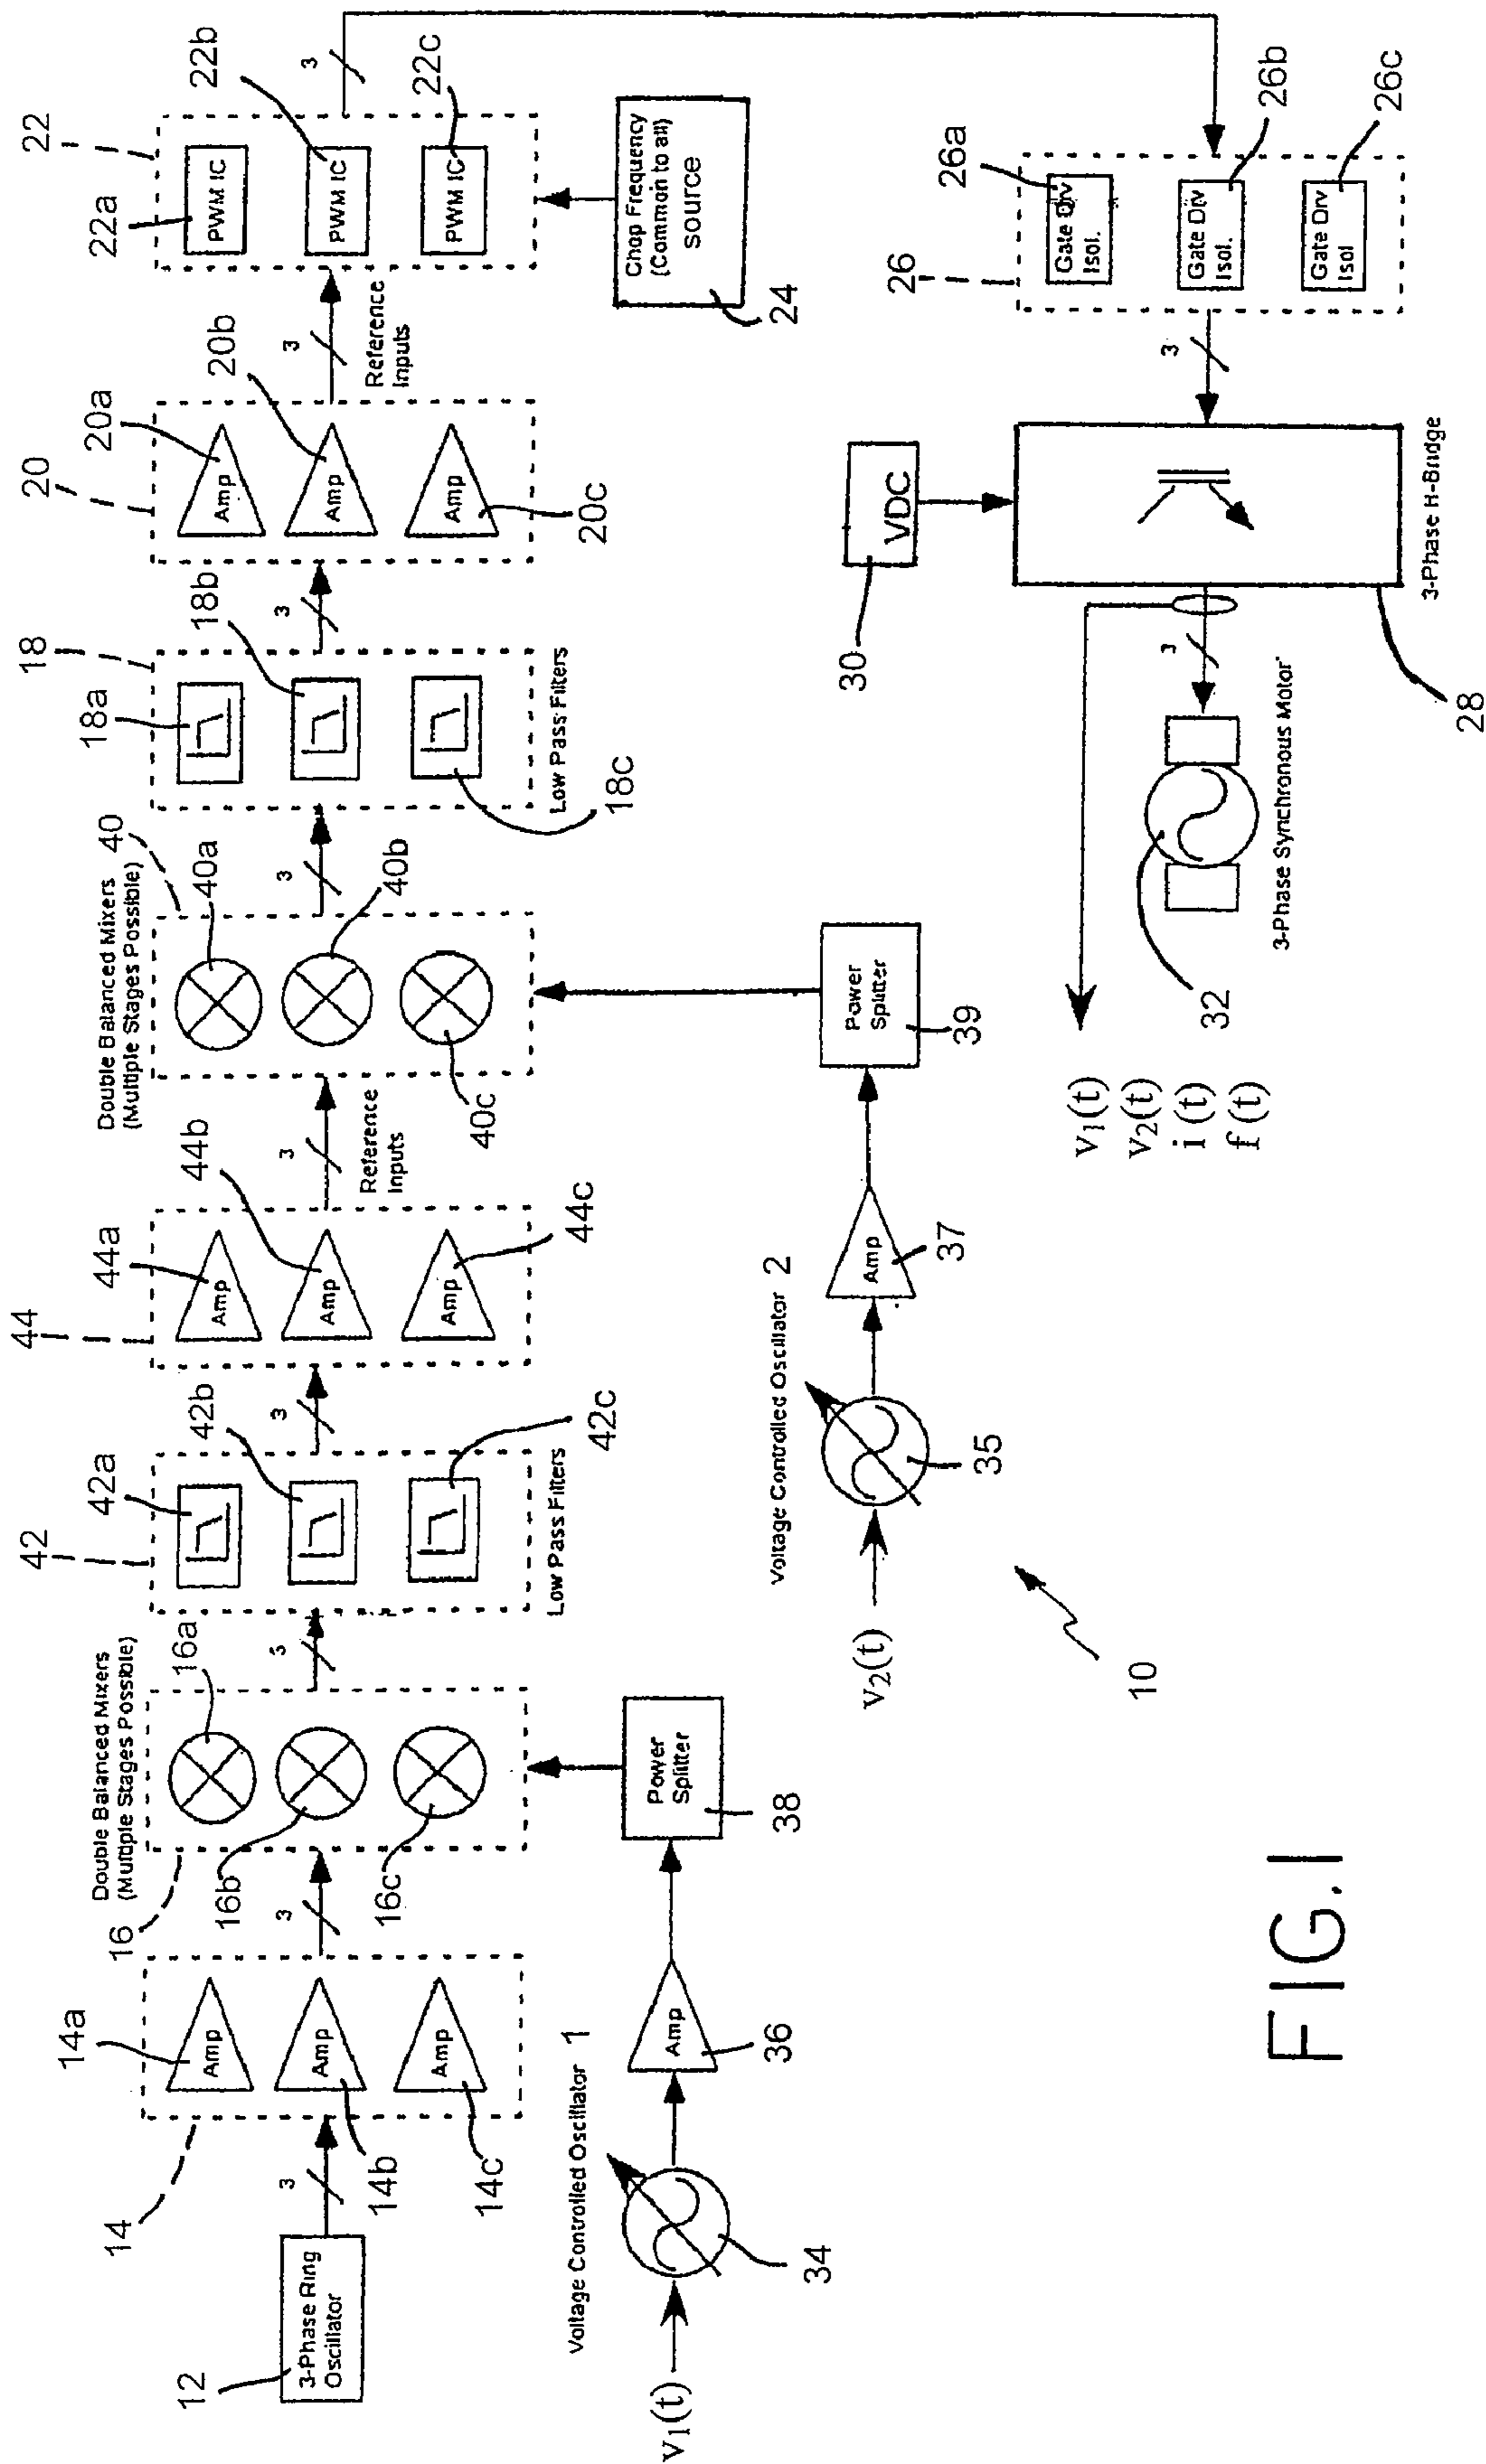 12
3-Phase Ring
Oscillator
3
14
14a
Amp
Amp
Amp
14b
14c
3
16
Double Balanced Mixers
(Multiple Stages Possible)
16a
16b
16c
3
42
42a
42b
42c
Low Pass Filters
3
44
44a
44b
44c
Amp
Amp
Amp
3
Reference
Inputs
Double Balanced Mixers
(Multiple Stages Possible)
40
40a
40b
40c
3
18
18a
18b
18c
Low Pass Filters
3
20
20a
20b
20c
Amp
Amp
Amp
3
Reference
Inputs
22
22a
22b
22c
PWM IC
PWM IC
PWM IC
3
Chop Frequency
(Common to all)
source
24
v1(t)
Voltage Controlled Oscillator 1
34
Amp
36
Power
Splitter
38
v2(t)
Voltage Controlled Oscillator 2
35
Amp
37
Power
Splitter
39
26
26a
26b
26c
Gate Drv
Isol.
Gate Drv
Isol.
Gate Drv
Isol
3
30
VDC
28
3-Phase H-Bridge
3
32
3-Phase Synchronous Motor
v1(t)
v2(t)
i (t)
f (t)
10
FIG.1